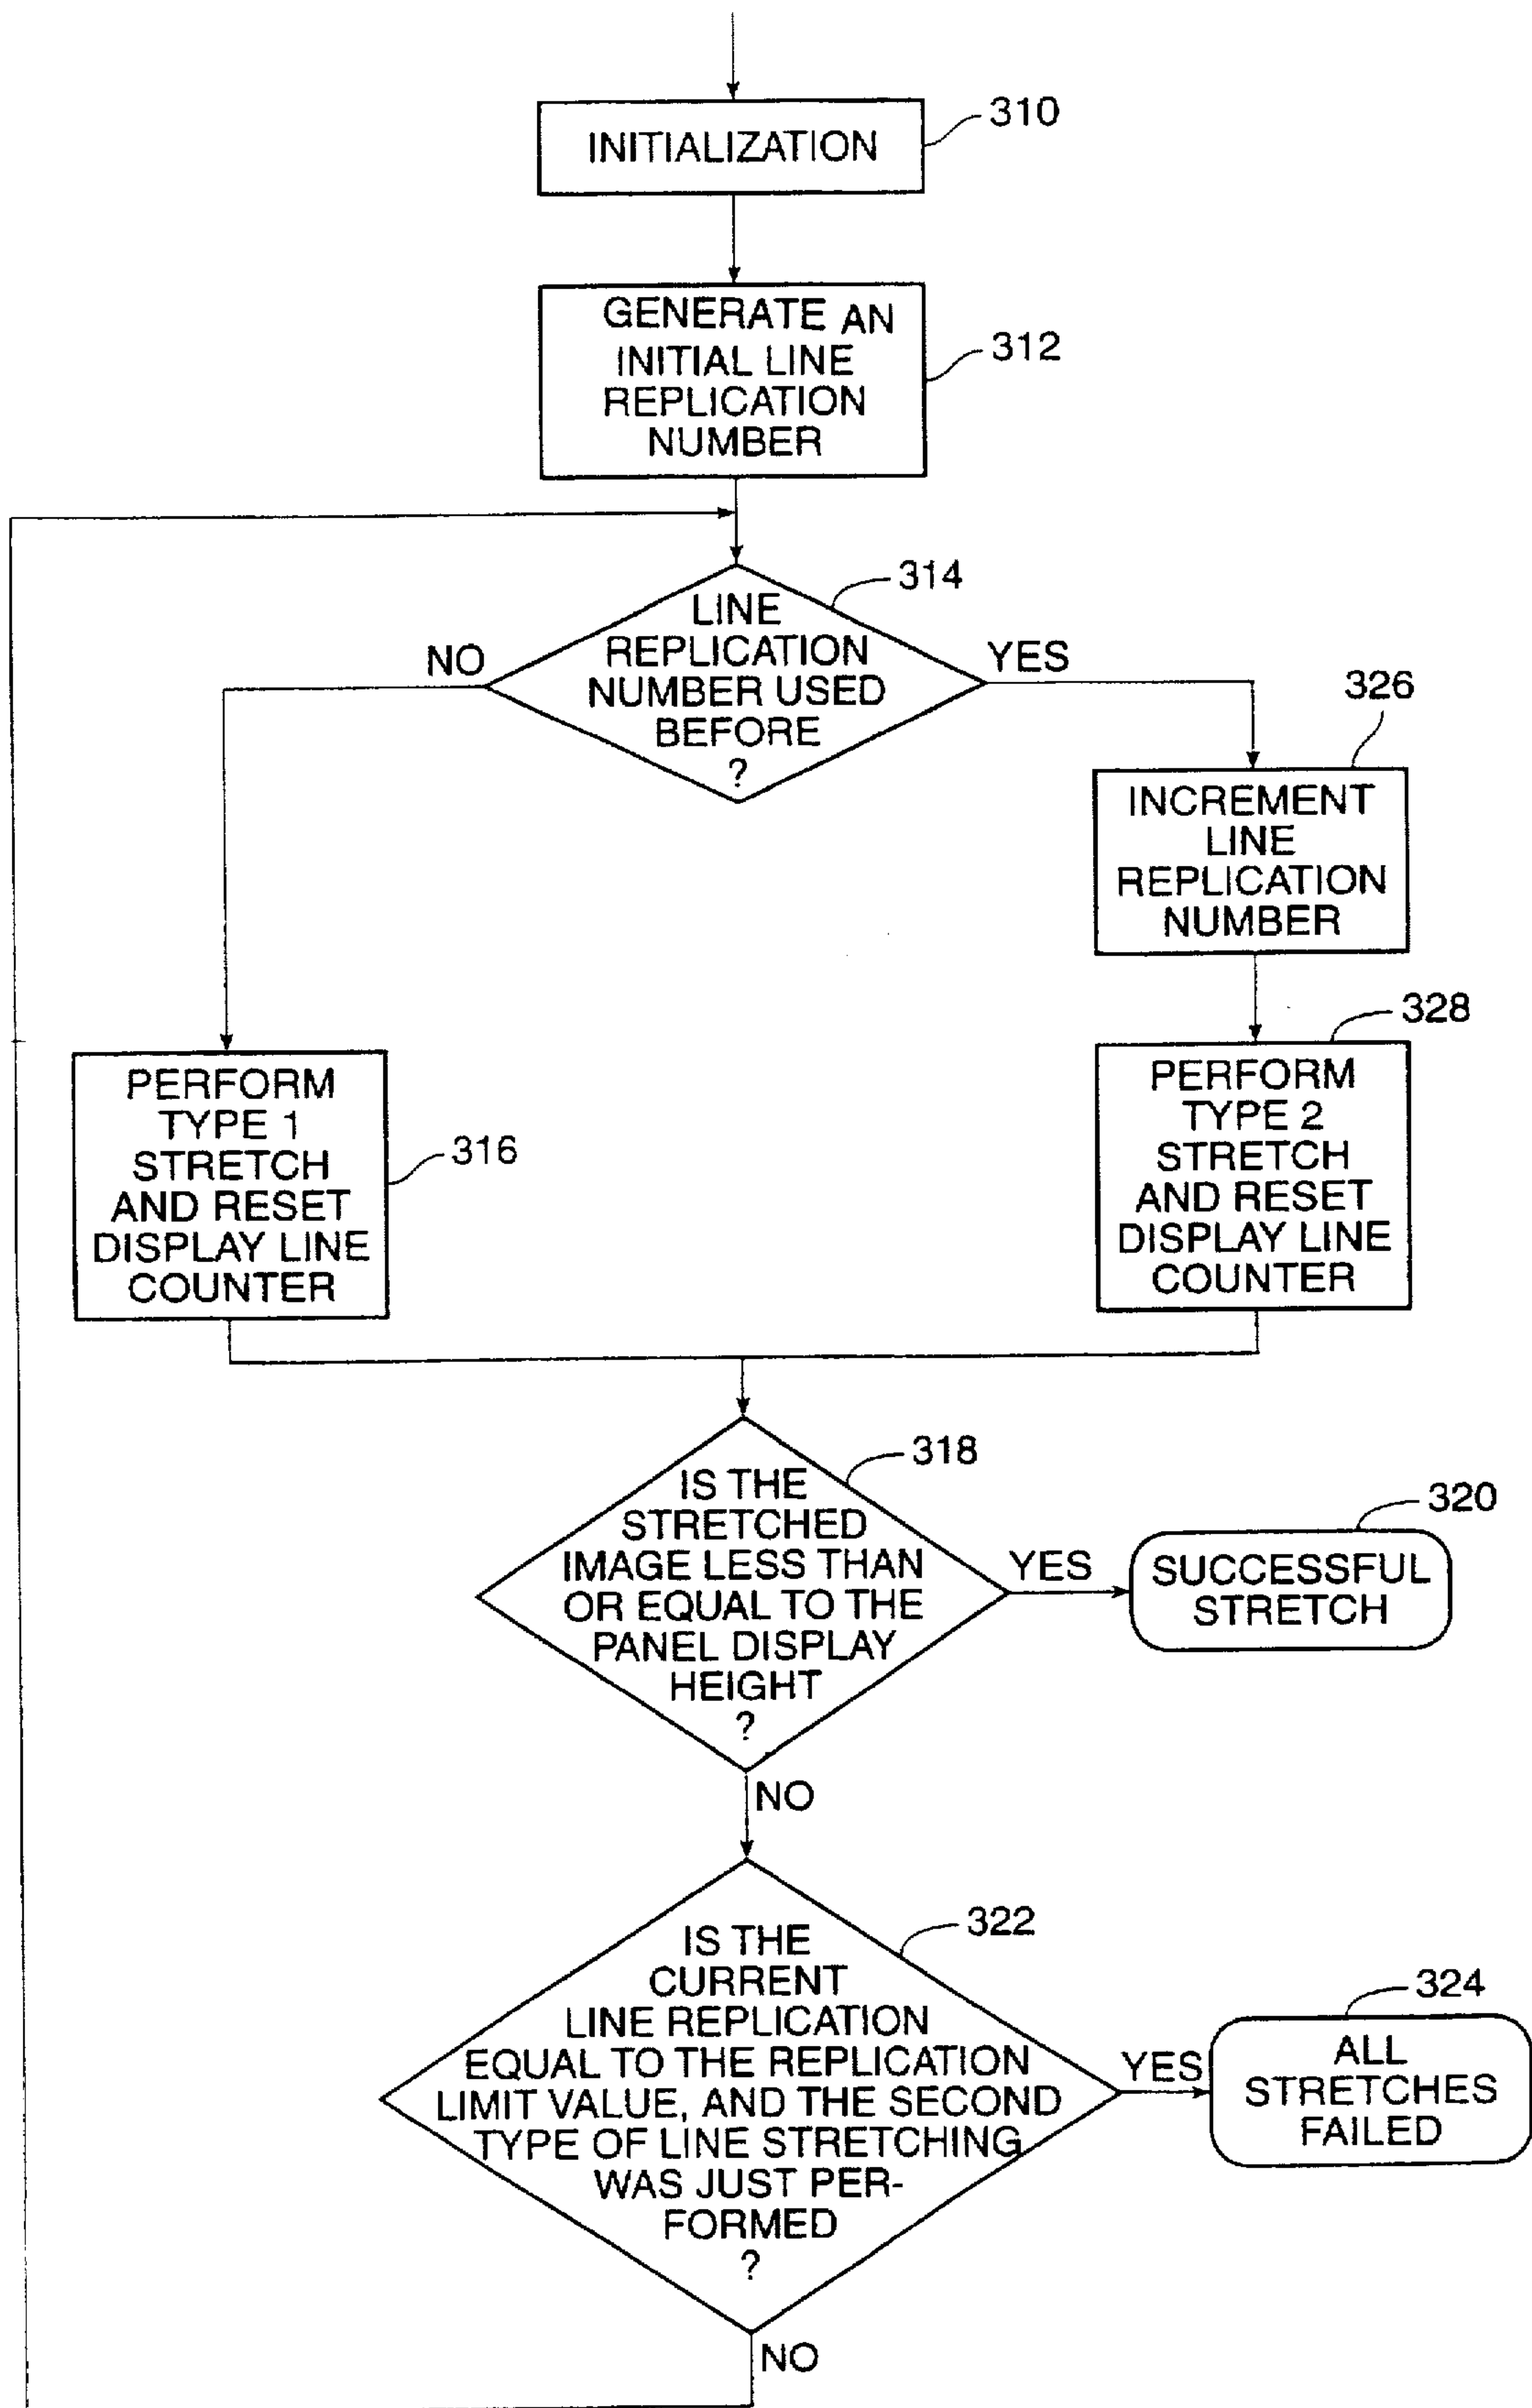 INITIALIZATION
310
GENERATE AN
INITIAL LINE
REPLICATION
NUMBER
312
LINE
REPLICATION
NUMBER USED
BEFORE
?
314
NO
YES
326
INCREMENT
LINE
REPLICATION
NUMBER
328
PERFORM
TYPE 1
STRETCH
AND RESET
DISPLAY LINE
COUNTER
316
PERFORM
TYPE 2
STRETCH
AND RESET
DISPLAY LINE
COUNTER
318
IS THE
STRETCHED
IMAGE LESS THAN
OR EQUAL TO THE
PANEL DISPLAY
HEIGHT
?
YES
320
SUCCESSFUL
STRETCH
NO
322
IS THE
CURRENT
LINE REPLICATION
EQUAL TO THE REPLICATION
LIMIT VALUE, AND THE SECOND
TYPE OF LINE STRETCHING
WAS JUST PER-
FORMED
?
YES
324
ALL
STRETCHES
FAILED
NO